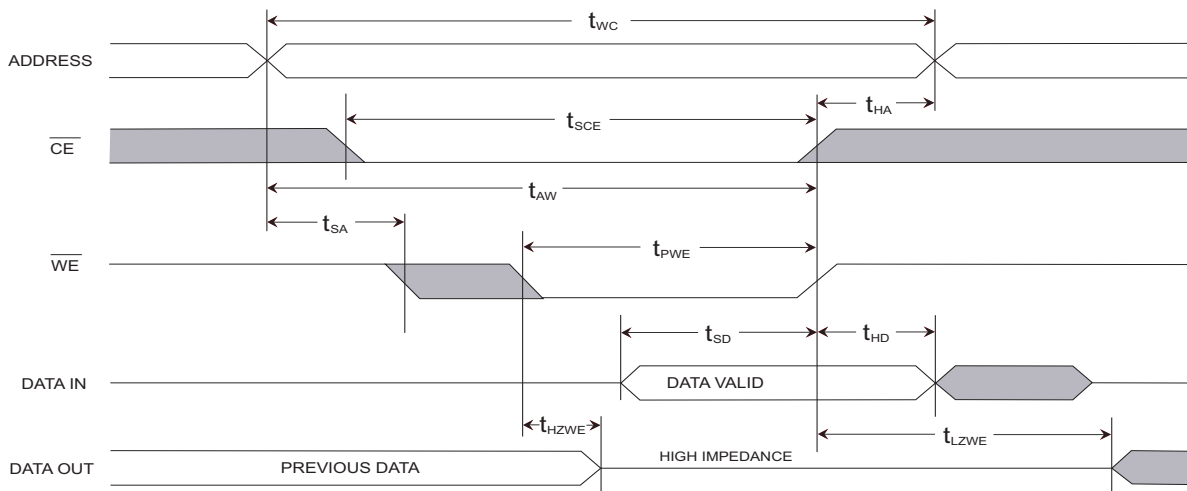 tWC
ADDRESS
tHA
tSCE
CE
tAW
tSA
tPWE
WE
tSD
tHD
DATA IN
DATA VALID
tHZWE
tLZWE
DATA OUT
PREVIOUS DATA
HIGH IMPEDANCE